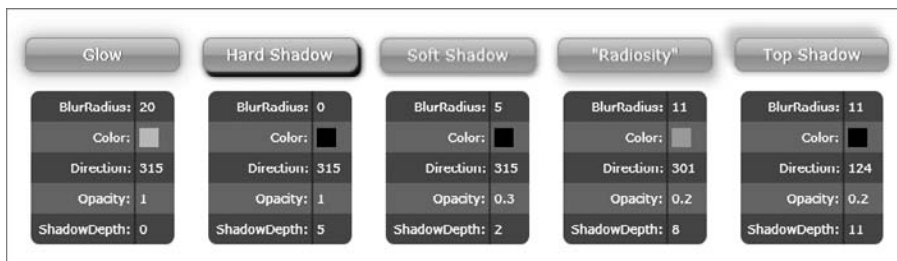 Glow
Hard Shadow
Soft Shadow
"Radiosity"
Top Shadow
BlurRadius: 20
Color:
Direction: 315
Opacity: 1
ShadowDepth: 0
BlurRadius: 0
Color:
Direction: 315
Opacity: 1
ShadowDepth: 5
BlurRadius: 5
Color:
Direction: 315
Opacity: 0.3
ShadowDepth: 2
BlurRadius: 11
Color:
Direction: 301
Opacity: 0.2
ShadowDepth: 8
BlurRadius: 11
Color:
Direction: 124
Opacity: 0.2
ShadowDepth: 11